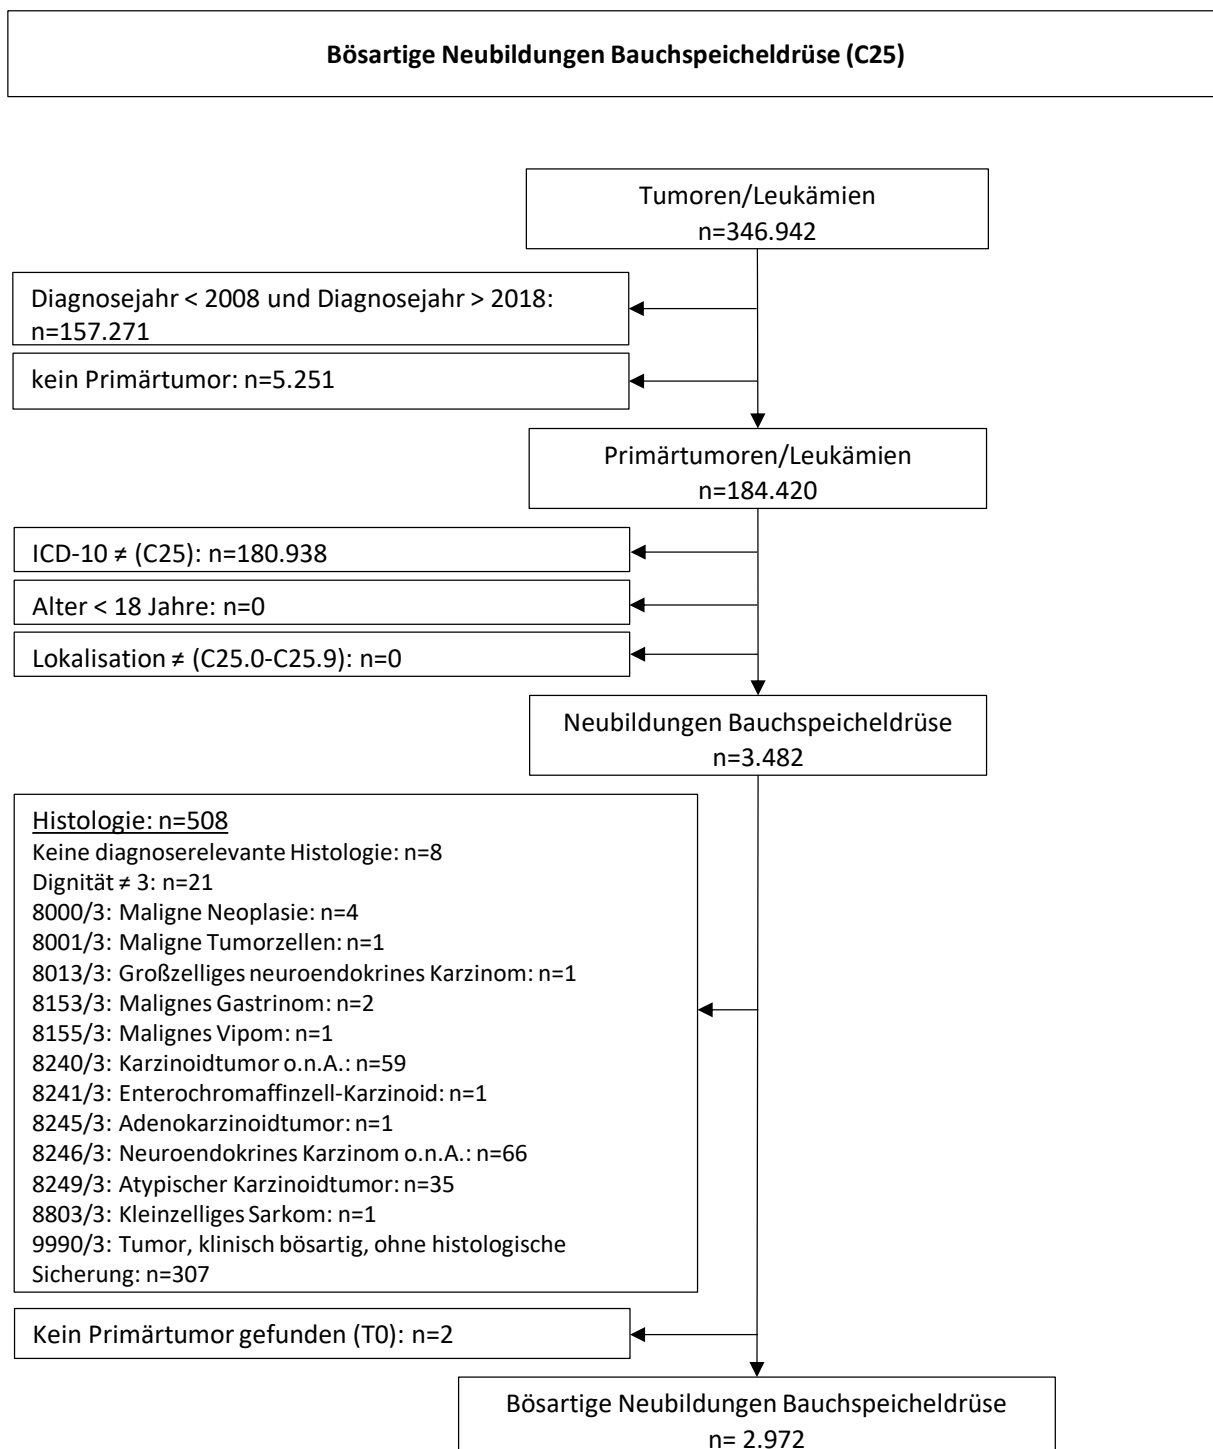 Bösartige Neubildungen Bauchspeicheldrüse (C25)
Tumoren/Leukämien
n=346.942
Diagnosejahr < 2008 und Diagnosejahr > 2018:
n=157.271
kein Primärtumor: n=5.251
Primärtumoren/Leukämien
n=184.420
ICD-10 ≠ (C25): n=180.938
Alter < 18 Jahre: n=0
Lokalisation ≠ (C25.0-C25.9): n=0
Neubildungen Bauchspeicheldrüse
n=3.482
Histologie: n=508
Keine diagnoserelevante Histologie: n=8
Dignität ≠ 3: n=21
8000/3: Maligne Neoplasie: n=4
8001/3: Maligne Tumorzellen: n=1
8013/3: Großzelliges neuroendokrines Karzinom: n=1
8153/3: Malignes Gastrinom: n=2
8155/3: Malignes Vipom: n=1
8240/3: Karzinoidtumor o.n.A.: n=59
8241/3: Enterochromaffinzell-Karzinoid: n=1
8245/3: Adenokarzinoidtumor: n=1
8246/3: Neuroendokrines Karzinom o.n.A.: n=66
8249/3: Atypischer Karzinoidtumor: n=35
8803/3: Kleinzelliges Sarkom: n=1
9990/3: Tumor, klinisch bösartig, ohne histologische
Sicherung: n=307
Kein Primärtumor gefunden (T0): n=2
Bösartige Neubildungen Bauchspeicheldrüse
n= 2.972